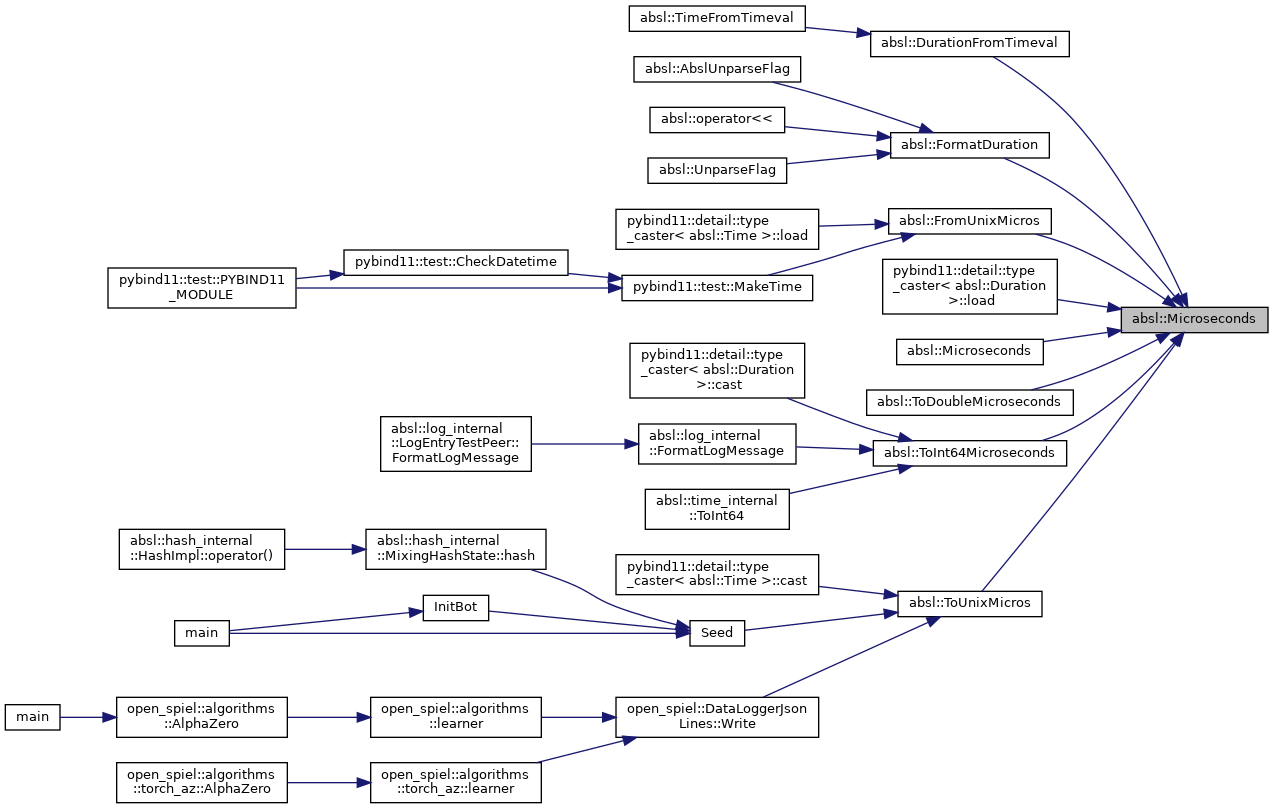 absl::TimeFromTimeval
absl::DurationFromTimeval
absl::AbslUnparseFlag
absl::operator<<
absl::FormatDuration
absl::UnparseFlag
pybind11::detail::type
_caster< absl::Time >::load
absl::FromUnixMicros
pybind11::test::CheckDatetime
pybind11::test::PYBIND11
_MODULE
pybind11::test::MakeTime
pybind11::detail::type
_caster< absl::Duration
>::load
absl::Microseconds
absl::Microseconds
pybind11::detail::type
_caster< absl::Duration
>::cast
absl::ToDoubleMicroseconds
absl::log_internal
::LogEntryTestPeer::
FormatLogMessage
absl::log_internal
::FormatLogMessage
absl::ToInt64Microseconds
absl::time_internal
::ToInt64
absl::hash_internal
::HashImpl::operator()
absl::hash_internal
::MixingHashState::hash
pybind11::detail::type
_caster< absl::Time >::cast
absl::ToUnixMicros
InitBot
main
Seed
main
open_spiel::algorithms
::AlphaZero
open_spiel::algorithms
::learner
open_spiel::DataLoggerJson
Lines::Write
open_spiel::algorithms
::torch_az::AlphaZero
open_spiel::algorithms
::torch_az::learner